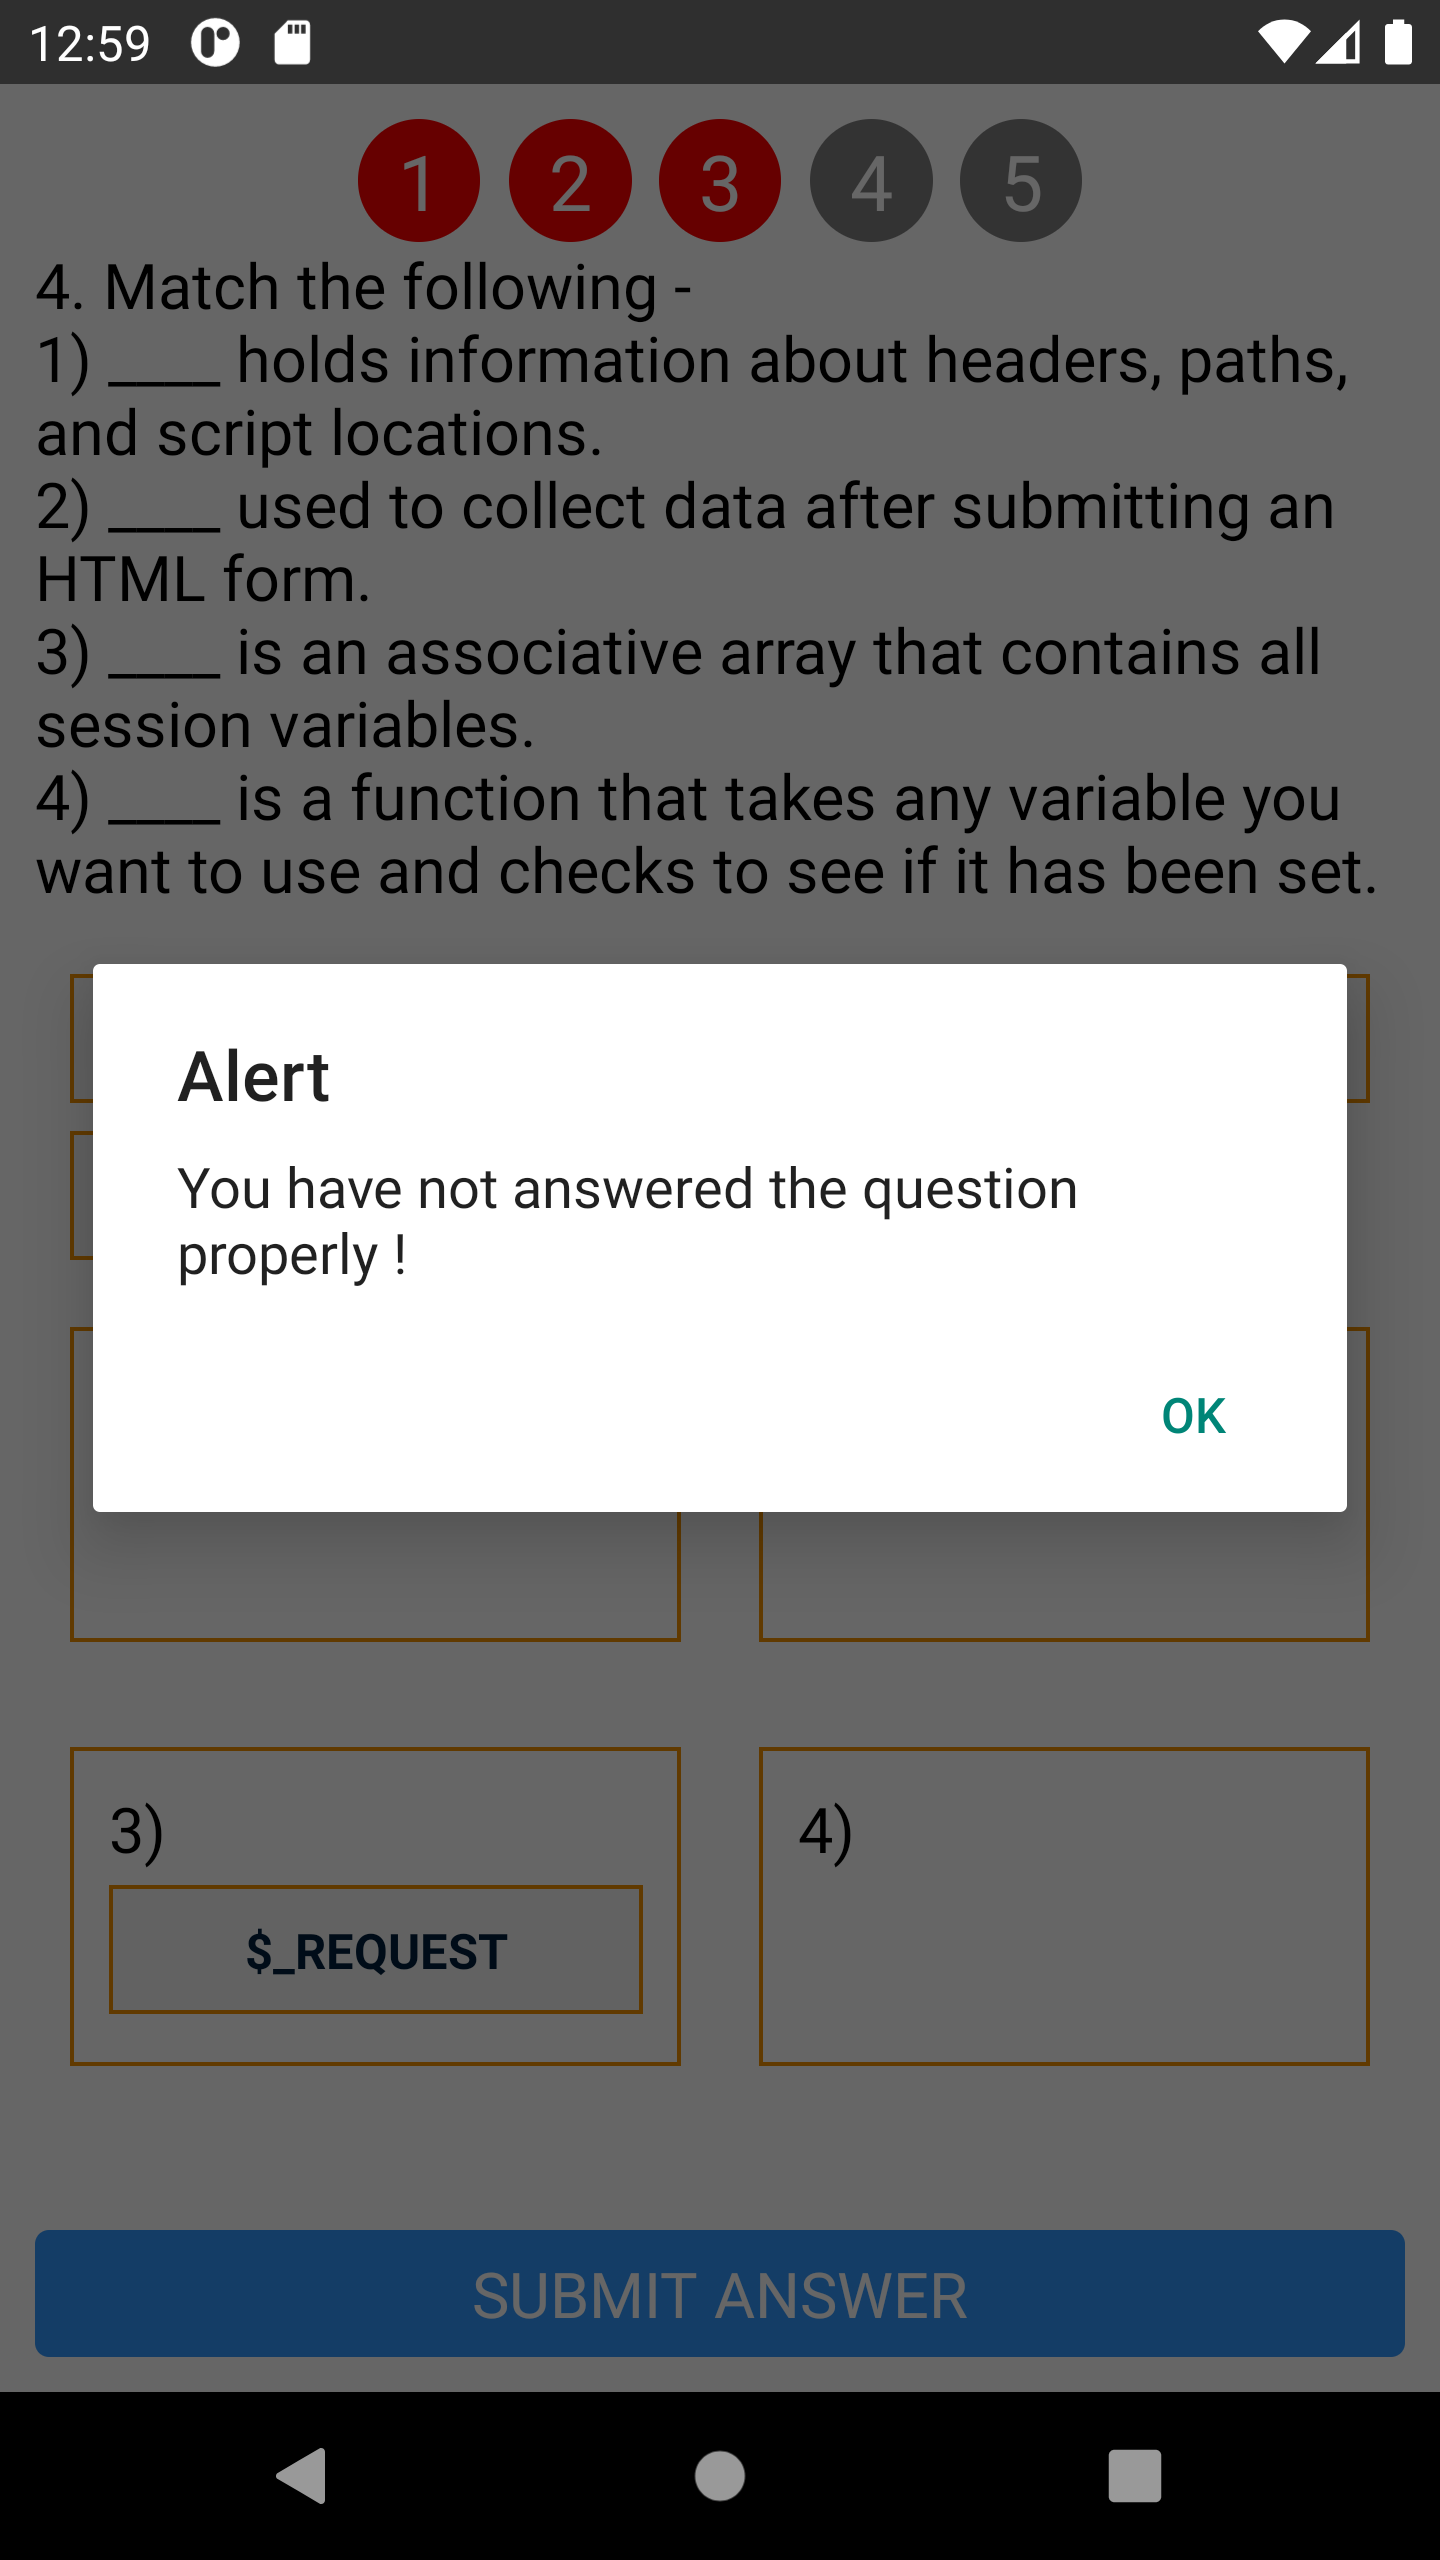 12:59
1 2 3 4 5
4. Match the following -
1) ____ holds information about headers, paths,
and script locations.
2) ____ used to collect data after submitting an
HTML form.
3) ____ is an associative array that contains all
session variables.
4) ____ is a function that takes any variable you
want to use and checks to see if it has been set.
Alert
You have not answered the question
properly !
OK
3)
4)
$_REQUEST
SUBMIT ANSWER